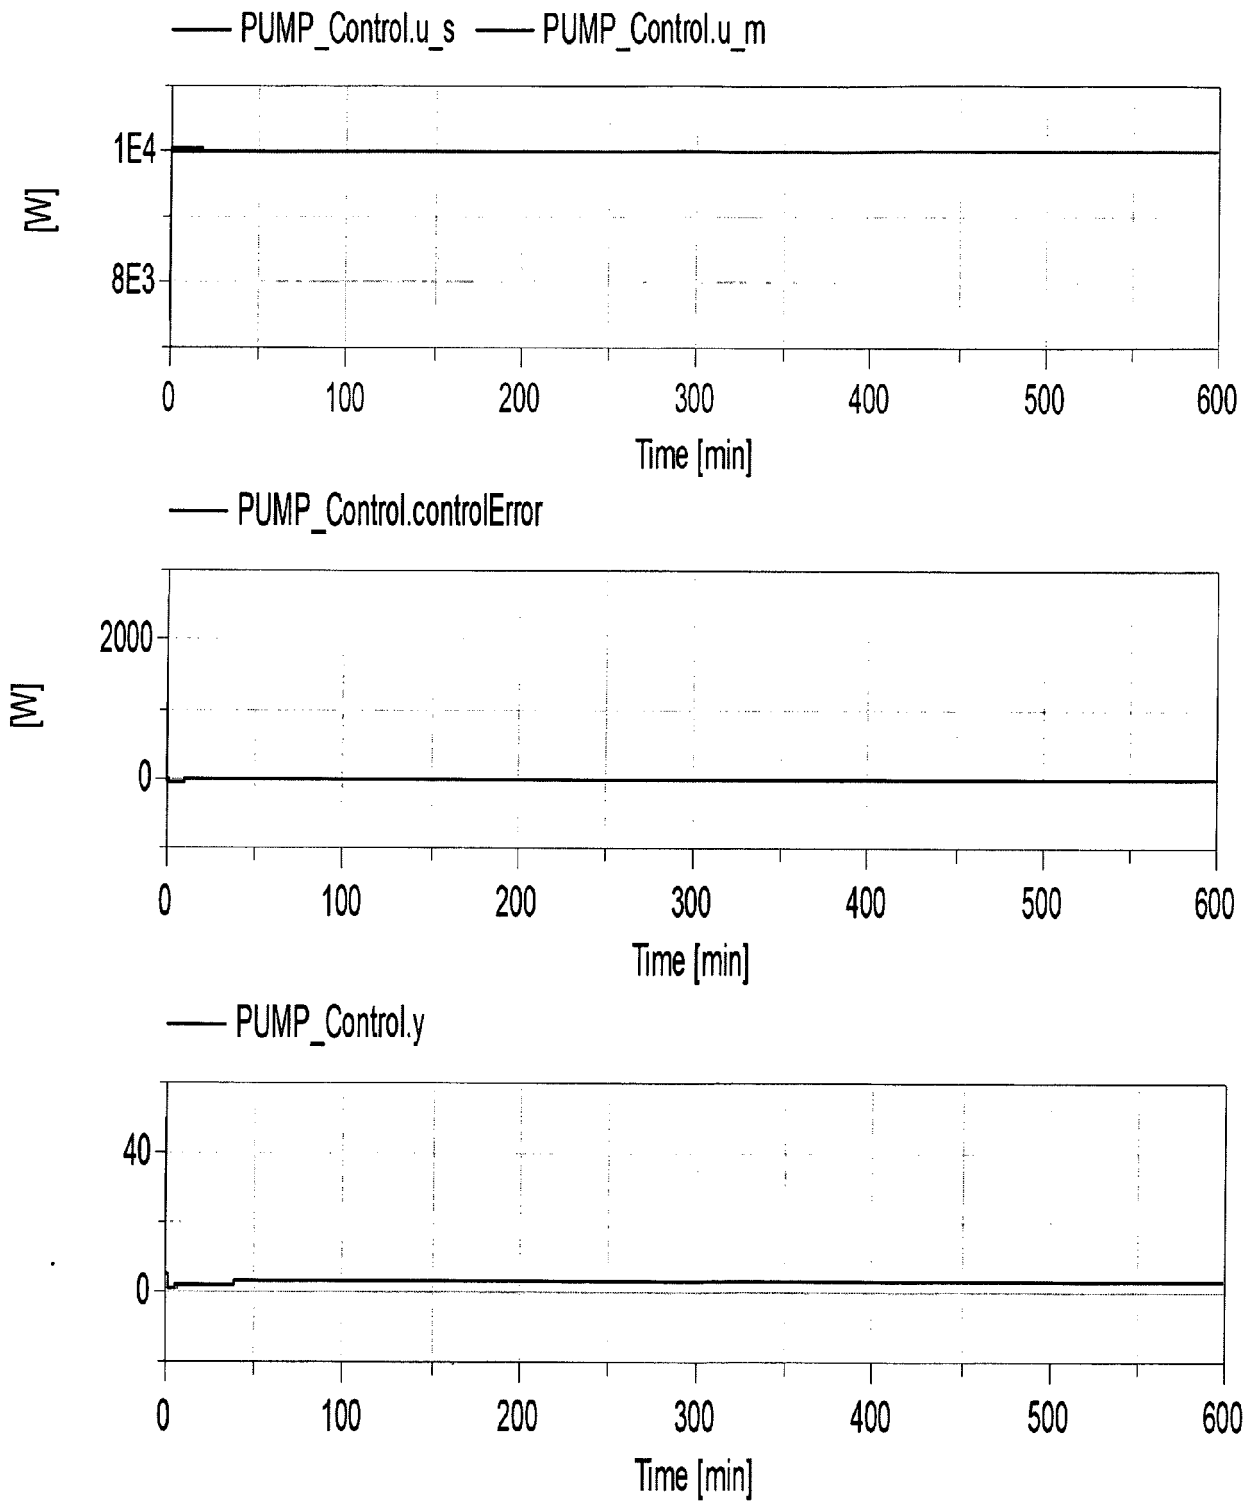 PUMP_Control.u_s PUMP_Control.u_m
1E4
[W]
8E3
0 100 200 300 400 500 600
Time [min]
PUMP_Control.controlError
2000
[W]
0
0 100 200 300 400 500 600
Time [min]
PUMP_Control.y
40
0
0 100 200 300 400 500 600
Time [min]